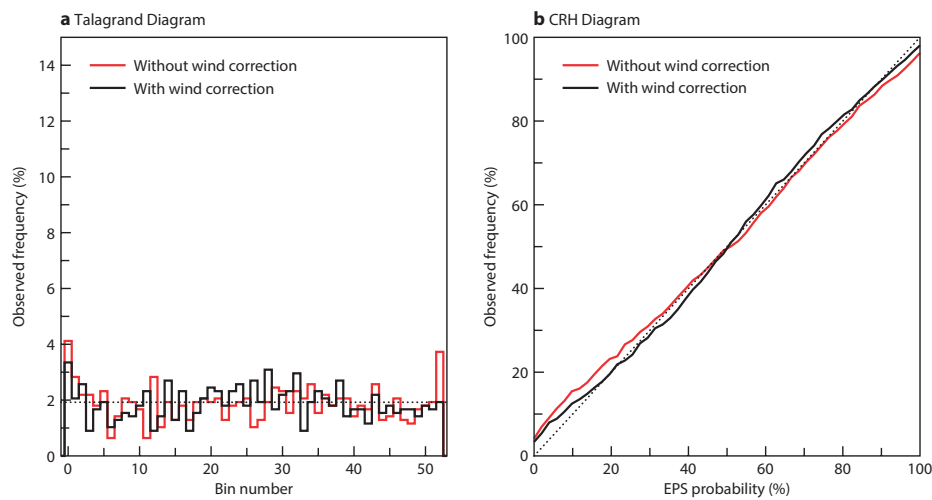 a Talagrand Diagram
14
12
10
8
6
4
2
0
Observed frequency (%)
Without wind correction
With wind correction
0 10 20 30 40 50
Bin number
b CRH Diagram
100
80
60
40
20
0
Observed frequency (%)
Without wind correction
With wind correction
0 20 40 60 80 100
EPS probability (%)